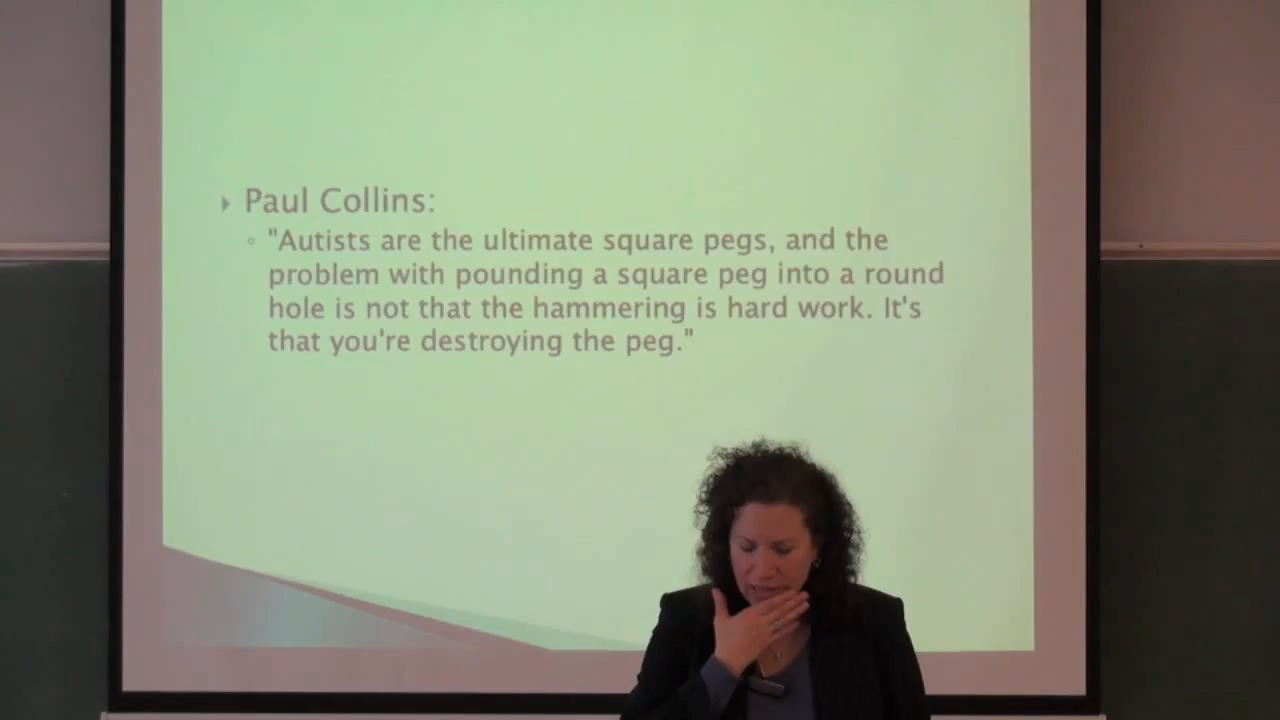 Paul Collins:
"Autists are the ultimate square pegs, and the
problem with pounding a square peg into a round
hole is not that the hammering is hard work. It's
that you're destroying the peg."